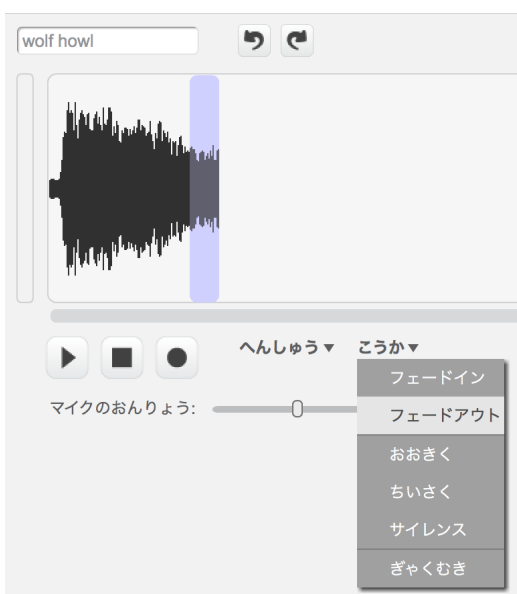 wolf howl
へんしゅう▼ こうか▼
フェードイン
マイクのおんりょう:
フェードアウト
おおきく
ちいさく
サイレンス
ぎゃくむき